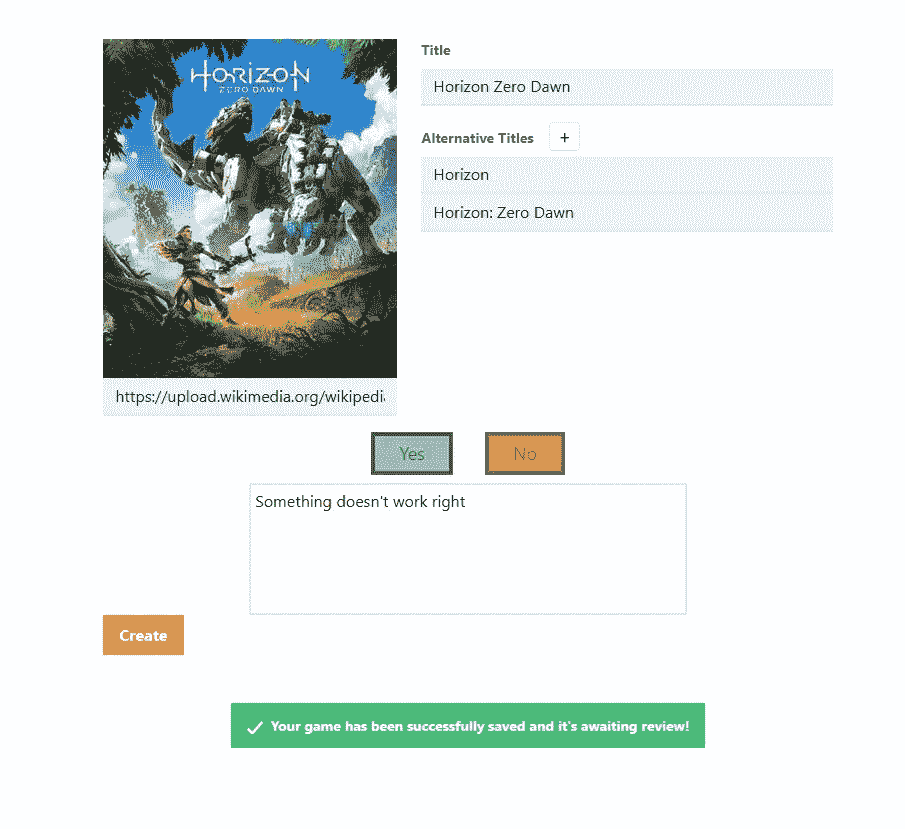 HORIZON
ZERO DAWN
Title
Horizon Zero Dawn
Alternative Titles +
Horizon
Horizon: Zero Dawn
https://upload.wikimedia.org/wikipedi
Yes No
Something doesn't work right
Create
Your game has been successfully saved and it's awaiting review!